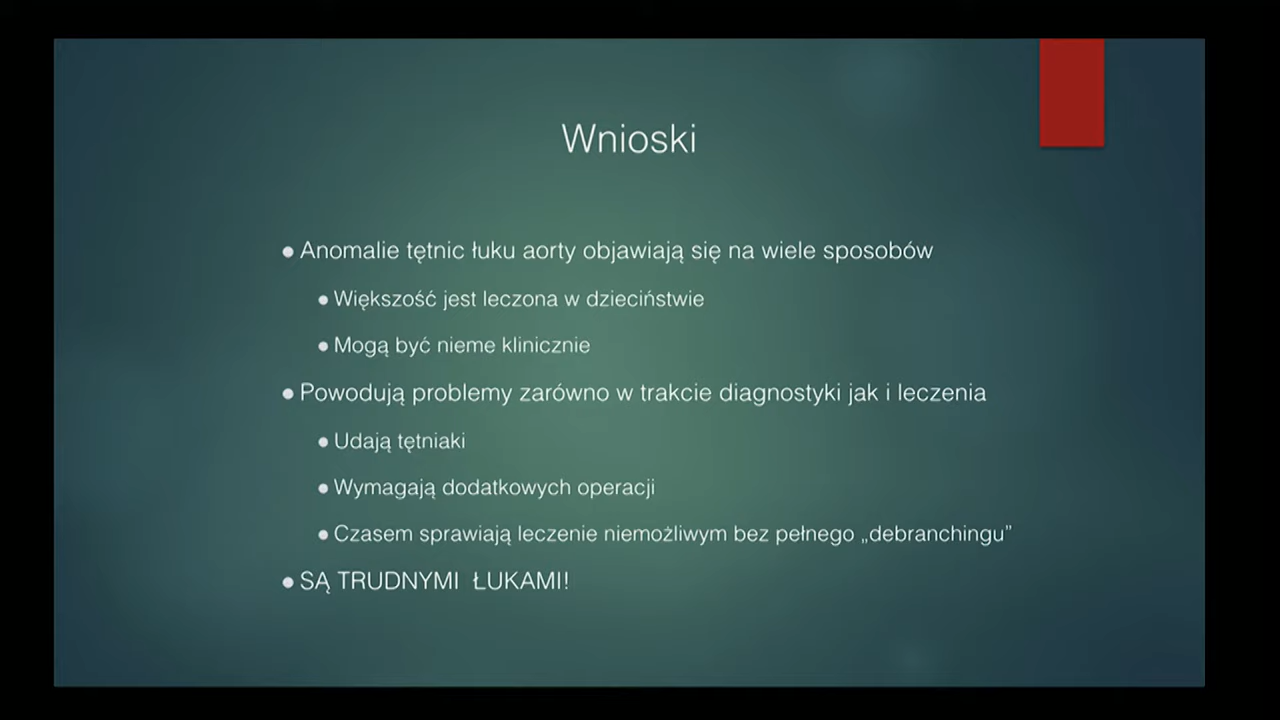 Wnioski
● Anomalie tętnic łuku aorty objawiają się na wiele sposobów
● Większość jest leczona w dzieciństwie
● Mogą być nieme klinicznie
● Powodują problemy zarówno w trakcie diagnostyki jak i leczenia
● Udają tętniaki
● Wymagają dodatkowych operacji
● Czasem sprawiają leczenie niemożliwym bez pełnego „debranchingu”
● SĄ TRUDNYMI ŁUKAMI!